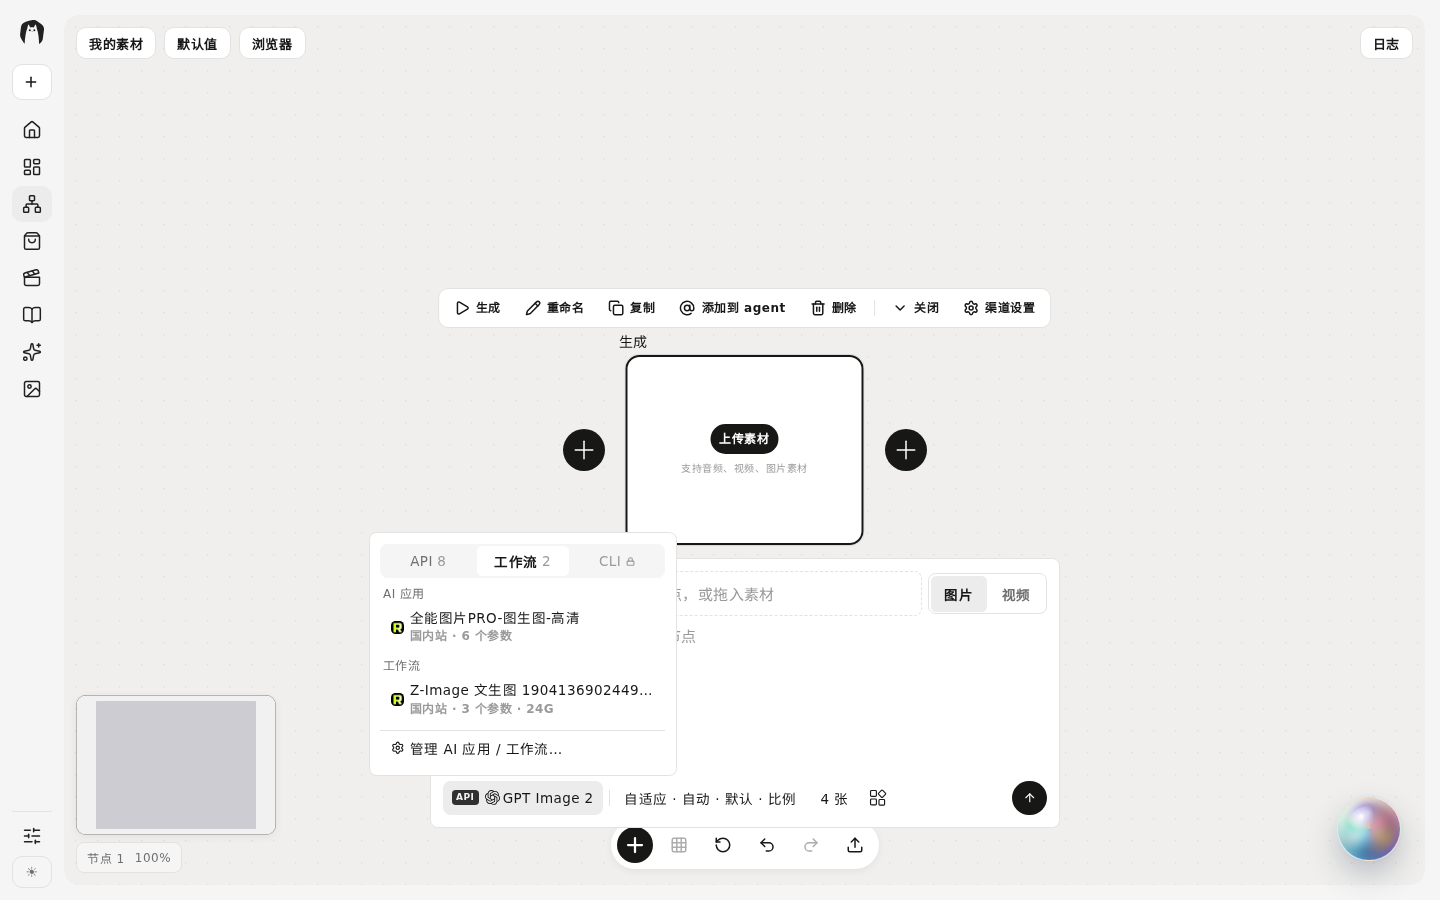 我的素材
默认值
浏览器
日志
生成
重命名
复制
添加到 agent
删除
关闭
渠道设置
生成
上传素材
支持音频、视频、图片素材
API 8
工作流 2
CLI
AI 应用
全能图片PRO-图生图-高清
国内站 · 6 个参数
工作流
Z-Image 文生图 1904136902449...
国内站 · 3 个参数 · 24G
管理 AI 应用 / 工作流...
，或拖入素材
图片
视频
节点
API GPT Image 2
自适应 · 自动 · 默认 · 比例
4 张
节点 1
100%